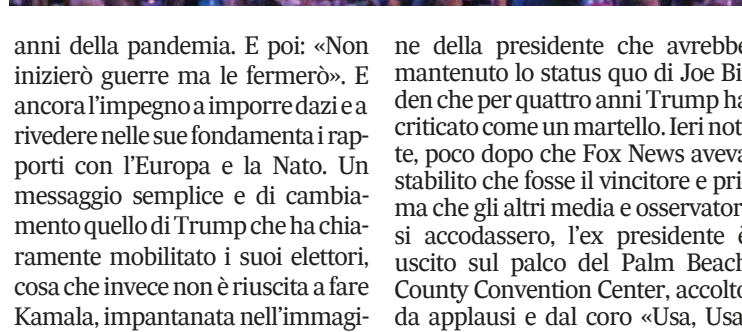 anni della pandemia. E poi: «Non
inizierò guerre ma le fermerò». E
ancora l'impegno a imporre dazi e a
rivedere nelle sue fondamenta i rap-
porti con l'Europa e la Nato. Un
messaggio semplice e di cambia-
mento quello di Trump che ha chia-
ramente mobilitato i suoi elettori,
cosa che invece non è riuscita a fare
Kamala, impantanata nell'immagi-
ne della presidente che avrebbe
mantenuto lo status quo di Joe Bi
den che per quattro anni Trump ha
criticato come un martello. Ieri not
te, poco dopo che Fox News aveva
stabilito che fosse il vincitore e pri
ma che gli altri media e osservator
si accodassero, l'ex presidente è
uscito sul palco del Palm Beach
County Convention Center, accolto
da applausi e dal coro «Usa, Usa